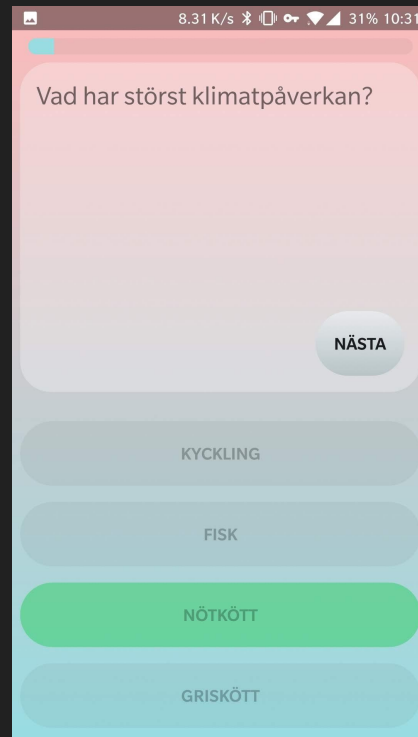 8.31 K/s 31% 10:31
Vad har störst klimatpåverkan?
NÄSTA
KYCKLING
FISK
NÖTKÖTT
GRISKÖTT